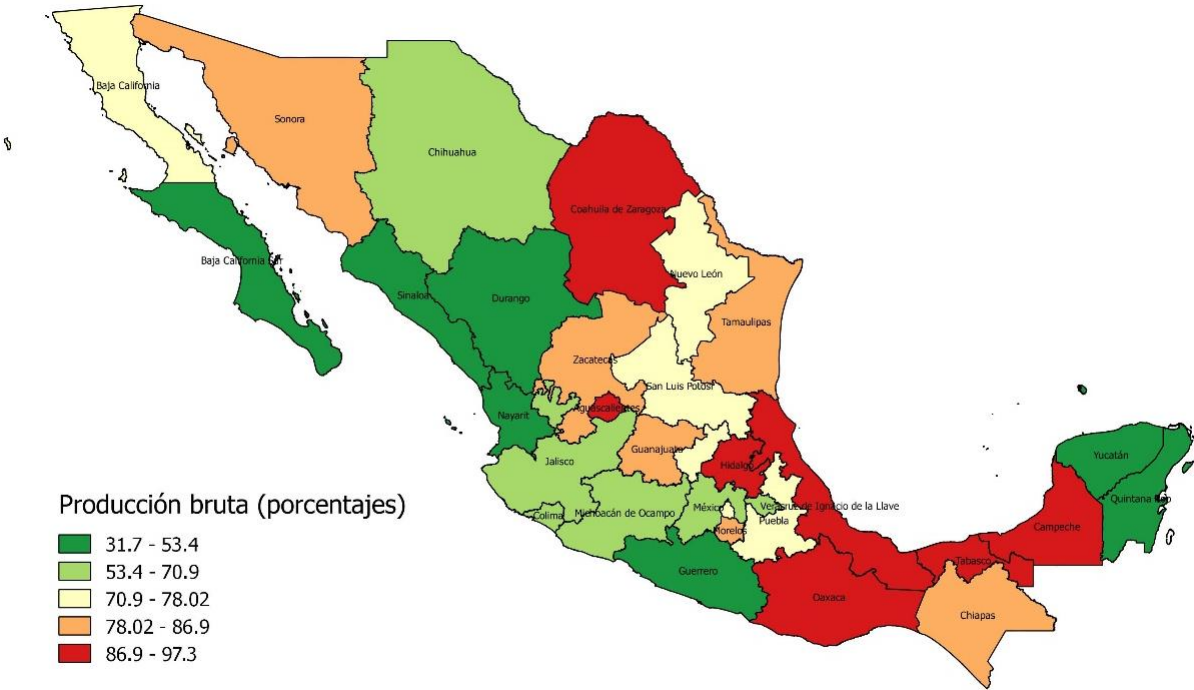 Baja California
Sonora
Chihuahua
Coahuila de Zaragoza
Baja California Sur
Nuevo León
Sinaloa
Durango
Tamaulipas
Zacatecas
San Luis Potosí
Aguascalientes
Nayarit
Guanajuato
Yucatán
Jalisco
Hidalgo
Quintana Roo
Producción bruta (porcentajes)
México
Veracruz de Ignacio de la Llave
Colima
Michoacán de Ocampo
Puebla
Campeche
Morelos
31.7 - 53.4
Tabasco
53.4 - 70.9
Guerrero
70.9 - 78.02
Oaxaca
78.02 - 86.9
Chiapas
86.9 - 97.3